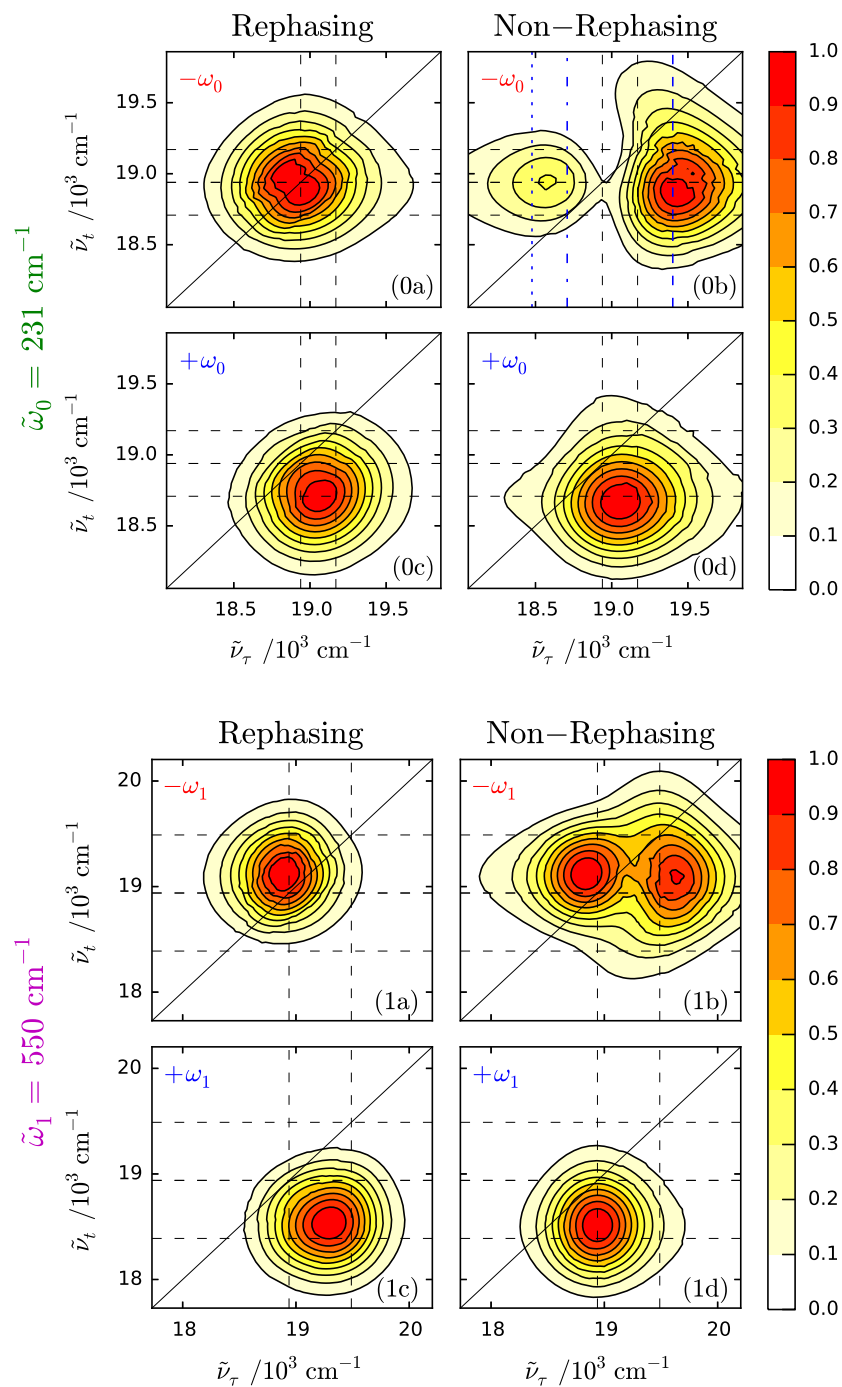 Rephasing Non−Rephasing
ω̃₀ = 231 cm⁻¹
ν̃ₜ /10³ cm⁻¹
19.5
19.0
18.5
−ω₀
(0a)
−ω₀
(0b)
ν̃ₜ /10³ cm⁻¹
19.5
19.0
18.5
+ω₀
(0c)
+ω₀
(0d)
18.5 19.0 19.5
18.5 19.0 19.5
ν̃_τ /10³ cm⁻¹
ν̃_τ /10³ cm⁻¹
1.0
0.9
0.8
0.7
0.6
0.5
0.4
0.3
0.2
0.1
0.0
Rephasing Non−Rephasing
ω̃₁ = 550 cm⁻¹
ν̃ₜ /10³ cm⁻¹
20
19
18
−ω₁
(1a)
−ω₁
(1b)
ν̃ₜ /10³ cm⁻¹
20
19
18
+ω₁
(1c)
+ω₁
(1d)
18 19 20
18 19 20
ν̃_τ /10³ cm⁻¹
ν̃_τ /10³ cm⁻¹
1.0
0.9
0.8
0.7
0.6
0.5
0.4
0.3
0.2
0.1
0.0